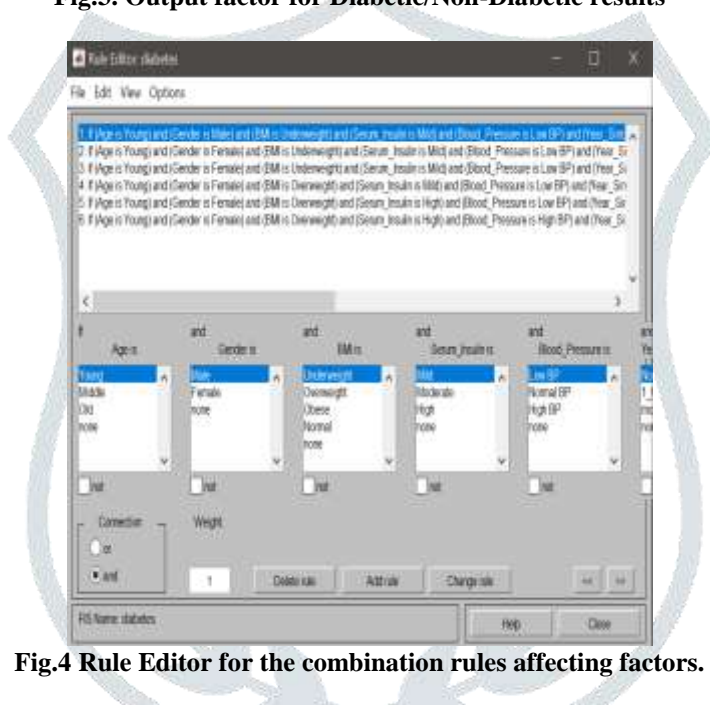 Fig.3. Output factor for Diabetic/Non-Diabetic results
Rule Editor: diabetes
File Edit View Options
1. If (Age is Young) and (Gender is Male) and (BMI is Underweight) and (Serum_Insulin is Mild) and (Blood_Pressure is Low BP) and (Year_Sin
2. If (Age is Young) and (Gender is Female) and (BMI is Underweight) and (Serum_Insulin is Mild) and (Blood_Pressure is Low BP) and (Year_Si
3. If (Age is Young) and (Gender is Female) and (BMI is Underweight) and (Serum_Insulin is Mild) and (Blood_Pressure is Low BP) and (Year_Si
4. If (Age is Young) and (Gender is Female) and (BMI is Overweight) and (Serum_Insulin is Mild) and (Blood_Pressure is Low BP) and (Year_Sin
5. If (Age is Young) and (Gender is Female) and (BMI is Overweight) and (Serum_Insulin is High) and (Blood_Pressure is Low BP) and (Year_Si
6. If (Age is Young) and (Gender is Female) and (BMI is Overweight) and (Serum_Insulin is High) and (Blood_Pressure is High BP) and (Year_Si
If and and and and an
Age is Gender is BMI is Serum_Insulin is Blood_Pressure is Ye
Young Male Underweight Mild Low BP No
Middle Female Overweight Moderate Normal BP
Old none Obese High High BP
none Normal none none
none
not not not not not
Connection Weight:
or
and 1 Delete rule Add rule Change rule << >>
FIS Name: diabetes Help Close
Fig.4 Rule Editor for the combination rules affecting factors.